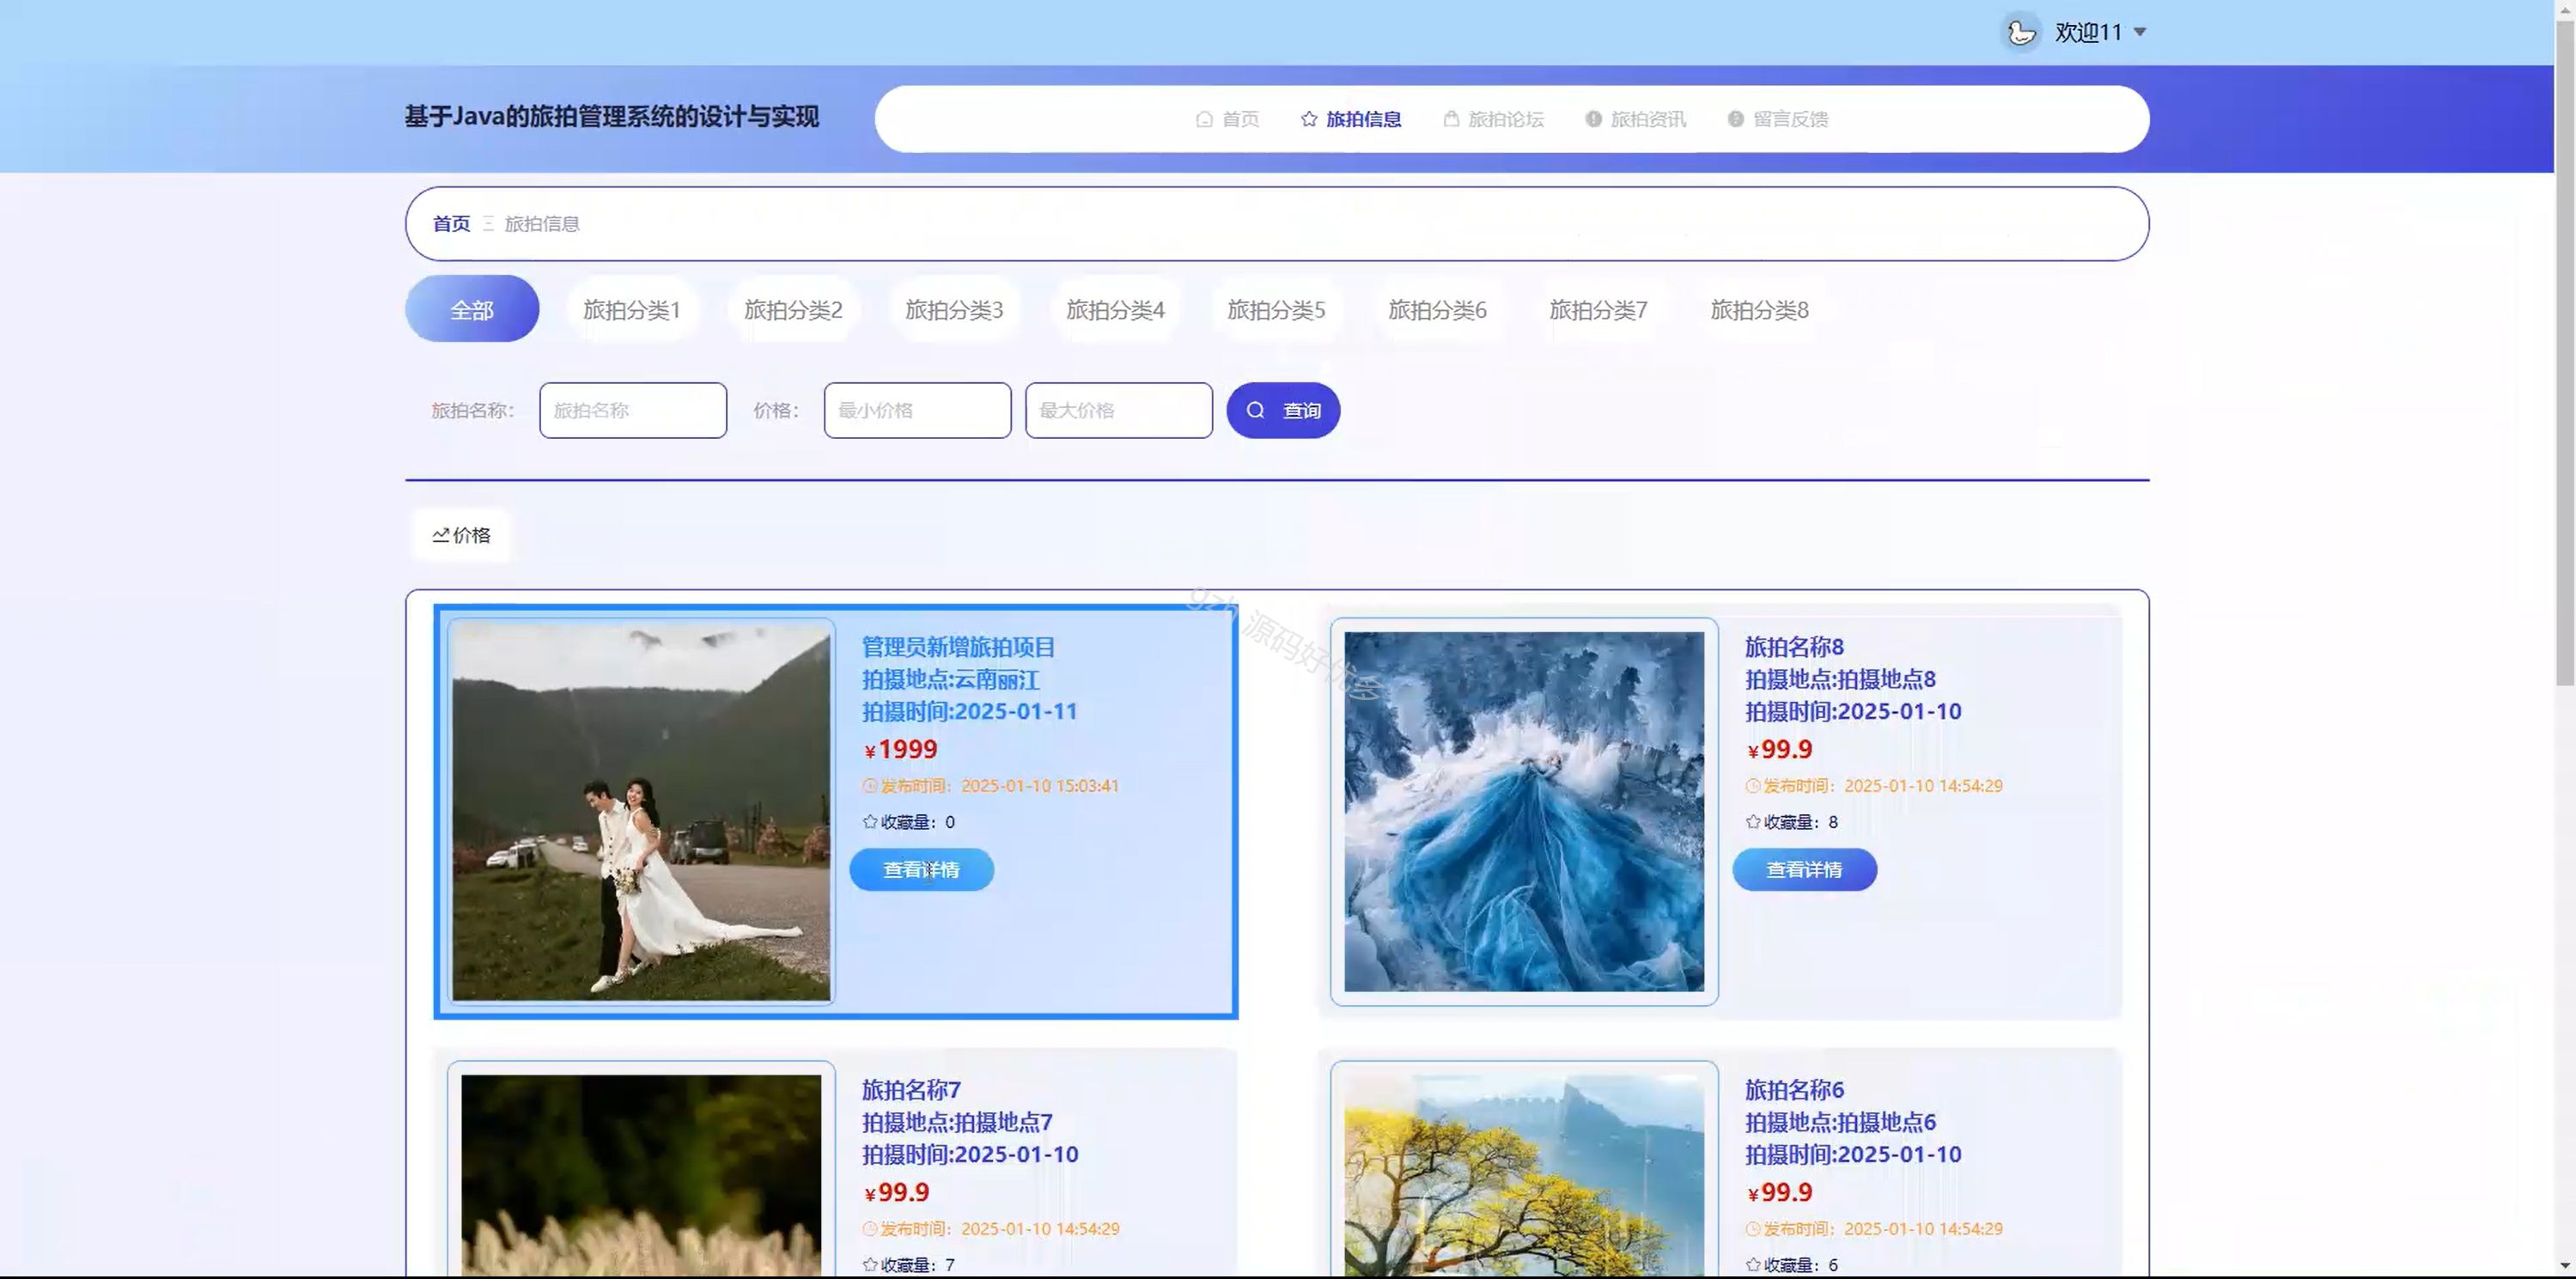 欢迎11
基于Java的旅拍管理系统的设计与实现
首页 旅拍信息 旅拍论坛 旅拍资讯 留言反馈
首页 旅拍信息
全部 旅拍分类1 旅拍分类2 旅拍分类3 旅拍分类4 旅拍分类5 旅拍分类6 旅拍分类7 旅拍分类8
旅拍名称: 旅拍名称 价格: 最小价格 最大价格 查询
价格
管理员新增旅拍项目
拍摄地点:云南丽江
拍摄时间:2025-01-11
¥1999
发布时间: 2025-01-10 15:03:41
收藏量: 0
查看详情
旅拍名称8
拍摄地点:拍摄地点8
拍摄时间:2025-01-10
¥99.9
发布时间: 2025-01-10 14:54:29
收藏量: 8
查看详情
gzh 源码好优多
旅拍名称7
拍摄地点:拍摄地点7
拍摄时间:2025-01-10
¥99.9
发布时间: 2025-01-10 14:54:29
收藏量: 7
旅拍名称6
拍摄地点:拍摄地点6
拍摄时间:2025-01-10
¥99.9
发布时间: 2025-01-10 14:54:29
收藏量: 6